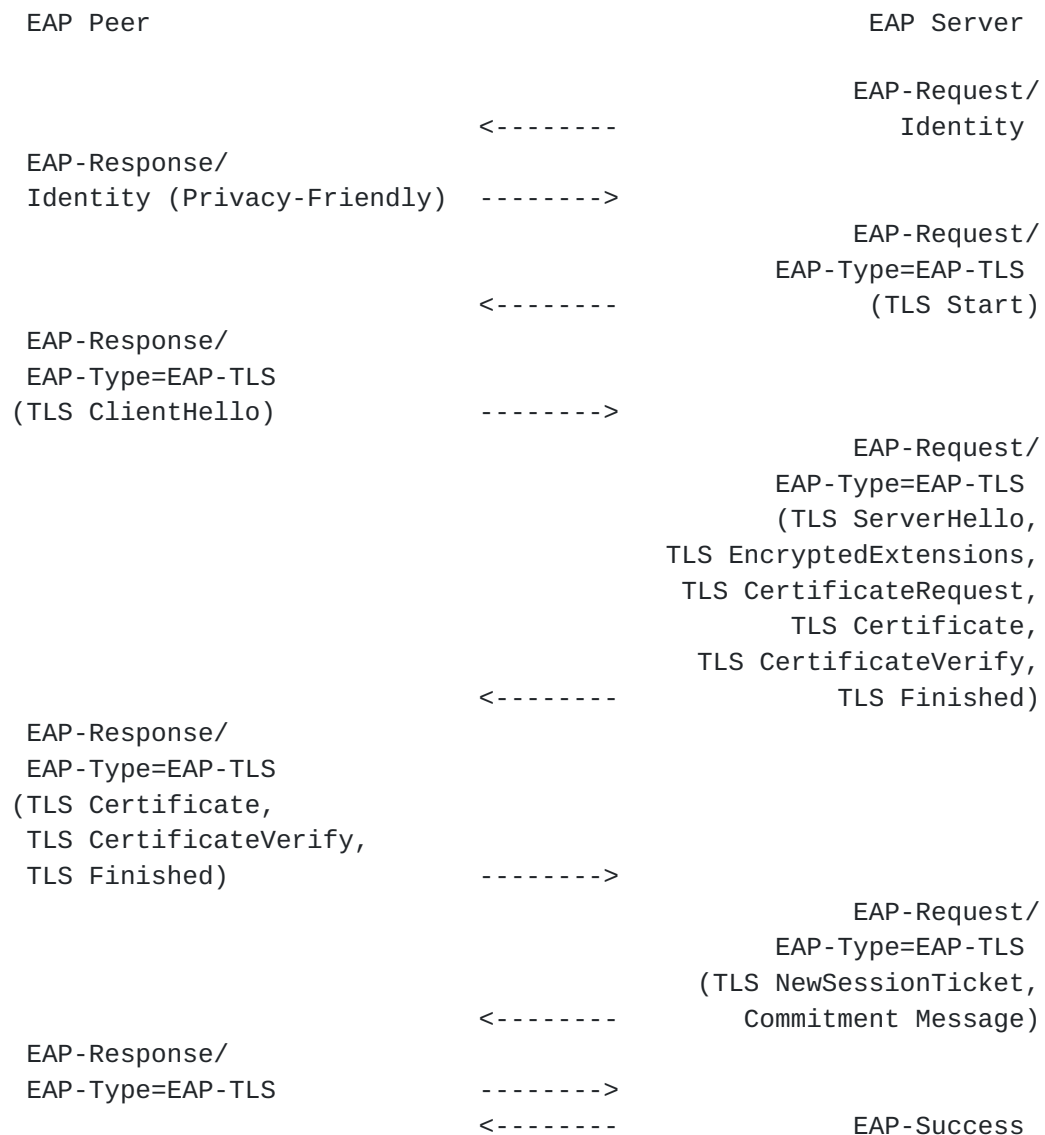 EAP Peer                                              EAP Server

                                                      EAP-Request/
                              <--------                  Identity
 EAP-Response/
 Identity (Privacy-Friendly)  -------->
                                                      EAP-Request/
                                                 EAP-Type=EAP-TLS
                              <--------                (TLS Start)
 EAP-Response/
 EAP-Type=EAP-TLS
(TLS ClientHello)             -------->
                                                      EAP-Request/
                                                 EAP-Type=EAP-TLS
                                                 (TLS ServerHello,
                                          TLS EncryptedExtensions,
                                           TLS CertificateRequest,
                                                  TLS Certificate,
                                            TLS CertificateVerify,
                              <--------              TLS Finished)
 EAP-Response/
 EAP-Type=EAP-TLS
(TLS Certificate,
 TLS CertificateVerify,
 TLS Finished)                -------->
                                                      EAP-Request/
                                                 EAP-Type=EAP-TLS
                                            (TLS NewSessionTicket,
                              <--------        Commitment Message)
 EAP-Response/
 EAP-Type=EAP-TLS             -------->
                              <--------               EAP-Success